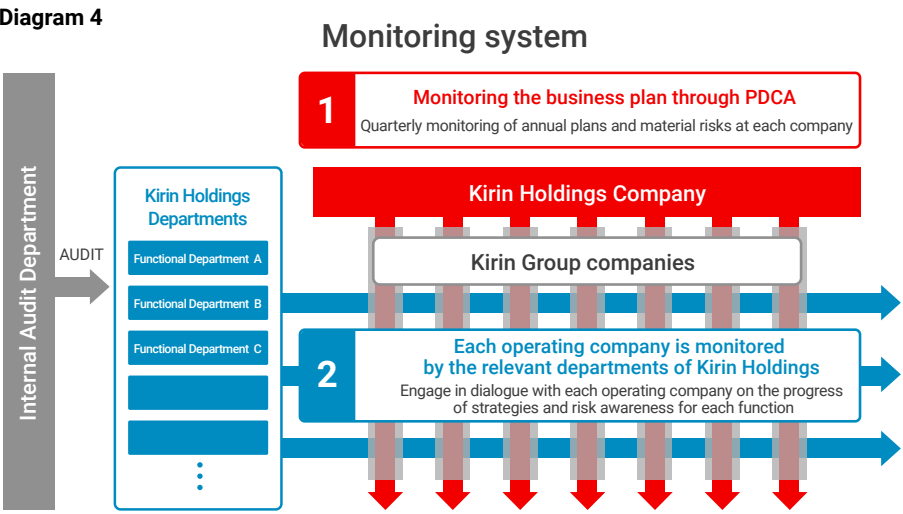 Diagram 4
Monitoring system
1
Monitoring the business plan through PDCA
Quarterly monitoring of annual plans and material risks at each company
Internal Audit Department
AUDIT
Kirin Holdings
Departments
Functional Department A
Functional Department B
Functional Department C
Kirin Holdings Company
Kirin Group companies
2
Each operating company is monitored
by the relevant departments of Kirin Holdings
Engage in dialogue with each operating company on the progress
of strategies and risk awareness for each function